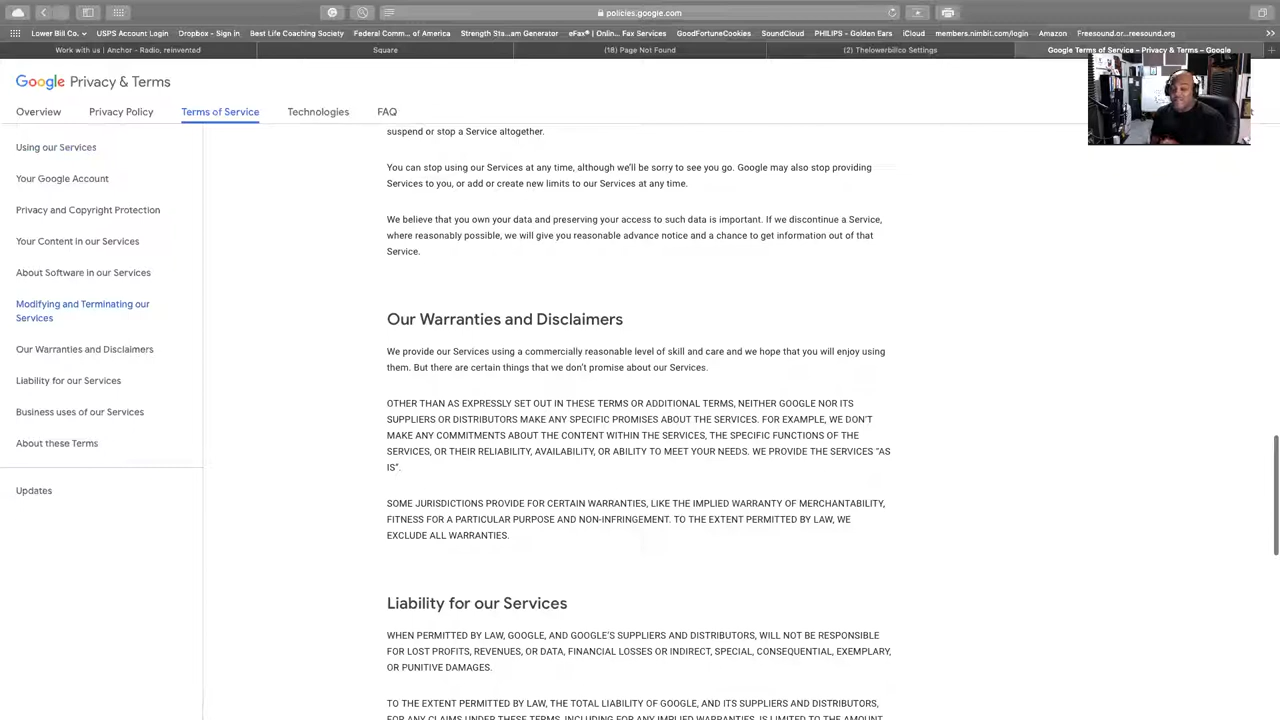 policies.google.com
Lower Bill Co.
USPS Account Login
Dropbox - Sign in
Best Life Coaching Society
Federal Comm... of America
Strength Sta...am Generator
eFax® | Onlin... Fax Services
GoodFortuneCookies
SoundCloud
PHILIPS - Golden Ears
iCloud
members.nimbit.com/login
Amazon
Freesound.o...reesound.org
Work with us | Anchor - Radio, reinvented
Square
(18) Page Not Found
(2) Thelowerbillco Settings
Google Terms of Service – Privacy & Terms – Google
Google Privacy & Terms
Overview
Privacy Policy
Terms of Service
Technologies
FAQ
Using our Services
Your Google Account
Privacy and Copyright Protection
Your Content in our Services
About Software in our Services
Modifying and Terminating our
Services
Our Warranties and Disclaimers
Liability for our Services
Business uses of our Services
About these Terms
Updates
suspend or stop a Service altogether.
You can stop using our Services at any time, although we'll be sorry to see you go. Google may also stop providing
Services to you, or add or create new limits to our Services at any time.
We believe that you own your data and preserving your access to such data is important. If we discontinue a Service,
where reasonably possible, we will give you reasonable advance notice and a chance to get information out of that
Service.
Our Warranties and Disclaimers
We provide our Services using a commercially reasonable level of skill and care and we hope that you will enjoy using
them. But there are certain things that we don't promise about our Services.
OTHER THAN AS EXPRESSLY SET OUT IN THESE TERMS OR ADDITIONAL TERMS, NEITHER GOOGLE NOR ITS
SUPPLIERS OR DISTRIBUTORS MAKE ANY SPECIFIC PROMISES ABOUT THE SERVICES. FOR EXAMPLE, WE DON'T
MAKE ANY COMMITMENTS ABOUT THE CONTENT WITHIN THE SERVICES, THE SPECIFIC FUNCTIONS OF THE
SERVICES, OR THEIR RELIABILITY, AVAILABILITY, OR ABILITY TO MEET YOUR NEEDS. WE PROVIDE THE SERVICES "AS
IS".
SOME JURISDICTIONS PROVIDE FOR CERTAIN WARRANTIES, LIKE THE IMPLIED WARRANTY OF MERCHANTABILITY,
FITNESS FOR A PARTICULAR PURPOSE AND NON-INFRINGEMENT. TO THE EXTENT PERMITTED BY LAW, WE
EXCLUDE ALL WARRANTIES.
Liability for our Services
WHEN PERMITTED BY LAW, GOOGLE, AND GOOGLE'S SUPPLIERS AND DISTRIBUTORS, WILL NOT BE RESPONSIBLE
FOR LOST PROFITS, REVENUES, OR DATA, FINANCIAL LOSSES OR INDIRECT, SPECIAL, CONSEQUENTIAL, EXEMPLARY,
OR PUNITIVE DAMAGES.
TO THE EXTENT PERMITTED BY LAW, THE TOTAL LIABILITY OF GOOGLE, AND ITS SUPPLIERS AND DISTRIBUTORS,
FOR ANY CLAIMS UNDER THESE TERMS, INCLUDING FOR ANY IMPLIED WARRANTIES, IS LIMITED TO THE AMOUNT